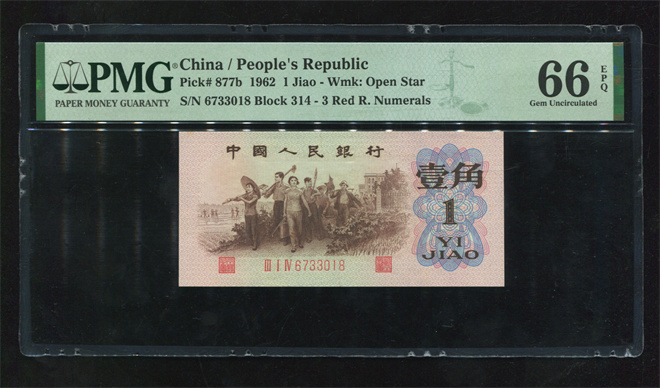 PMG
PAPER MONEY GUARANTY
China / People's Republic
Pick# 877b 1962 1 Jiao - Wmk: Open Star
S/N 6733018 Block 314 - 3 Red R. Numerals
66 EPQ
Gem Uncirculated
中國人民銀行
壹角
1
YI
JIAO
III I IV 6733018